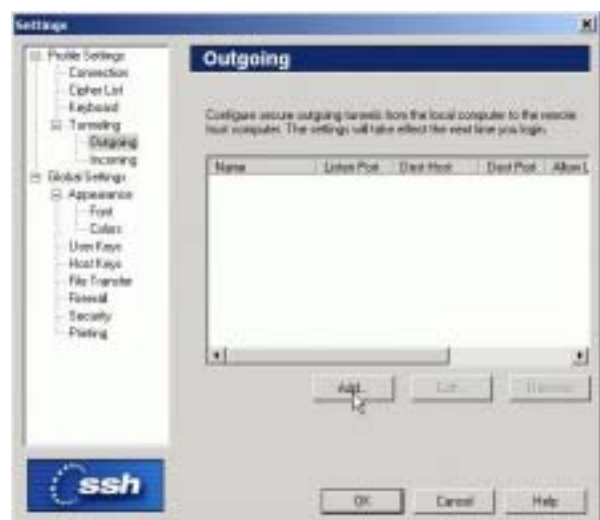 Settings
Profile Settings
Connection
Cipher List
Keyboard
Tunneling
Outgoing
Incoming
Global Settings
Appearance
Font
Colors
User Keys
Host Keys
File Transfer
Firewall
Security
Printing
Outgoing
Configure secure outgoing tunnels from the local computer to the remote
host computer. The settings will take effect the next time you login.
Name Listen Port Dest Host Dest Port Allow L
Add... Edit... Remove
ssh
OK Cancel Help